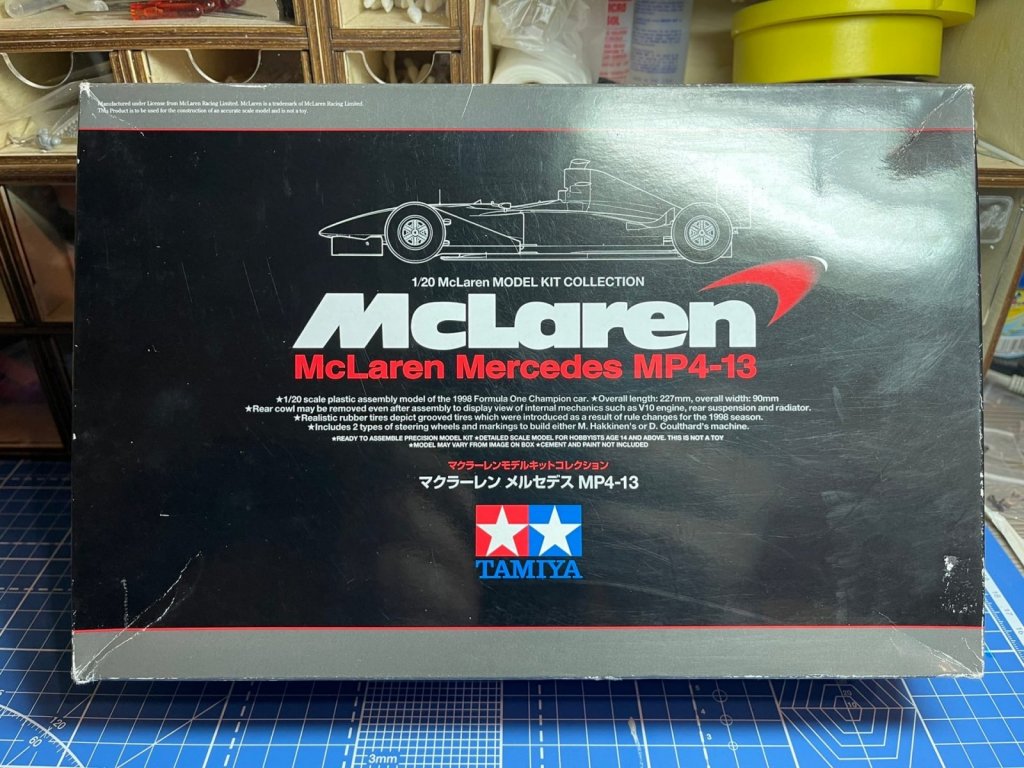 Manufactured under License from McLaren Racing Limited. McLaren is a trademark of McLaren Racing Limited.
This Product is to be used for the construction of an accurate scale model and is not a toy.
1/20 McLaren MODEL KIT COLLECTION
McLaren
McLaren Mercedes MP4-13
★1/20 scale plastic assembly model of the 1998 Formula One Champion car. ★Overall length: 227mm, overall width: 90mm
★Rear cowl may be removed even after assembly to display view of internal mechanics such as V10 engine, rear suspension and radiator.
★Realistic rubber tires depict grooved tires which were introduced as a result of rule changes for the 1998 season.
★Includes 2 types of steering wheels and markings to build either M. Hakkinen's or D. Coulthard's machine.
★READY TO ASSEMBLE PRECISION MODEL KIT ★DETAILED SCALE MODEL FOR HOBBYISTS AGE 14 AND ABOVE. THIS IS NOT A TOY
★MODEL MAY VARY FROM IMAGE ON BOX ★CEMENT AND PAINT NOT INCLUDED
マクラーレンモデルキットコレクション
マクラーレン メルセデス MP4-13
TAMIYA
120
60
3mm
1
2
3